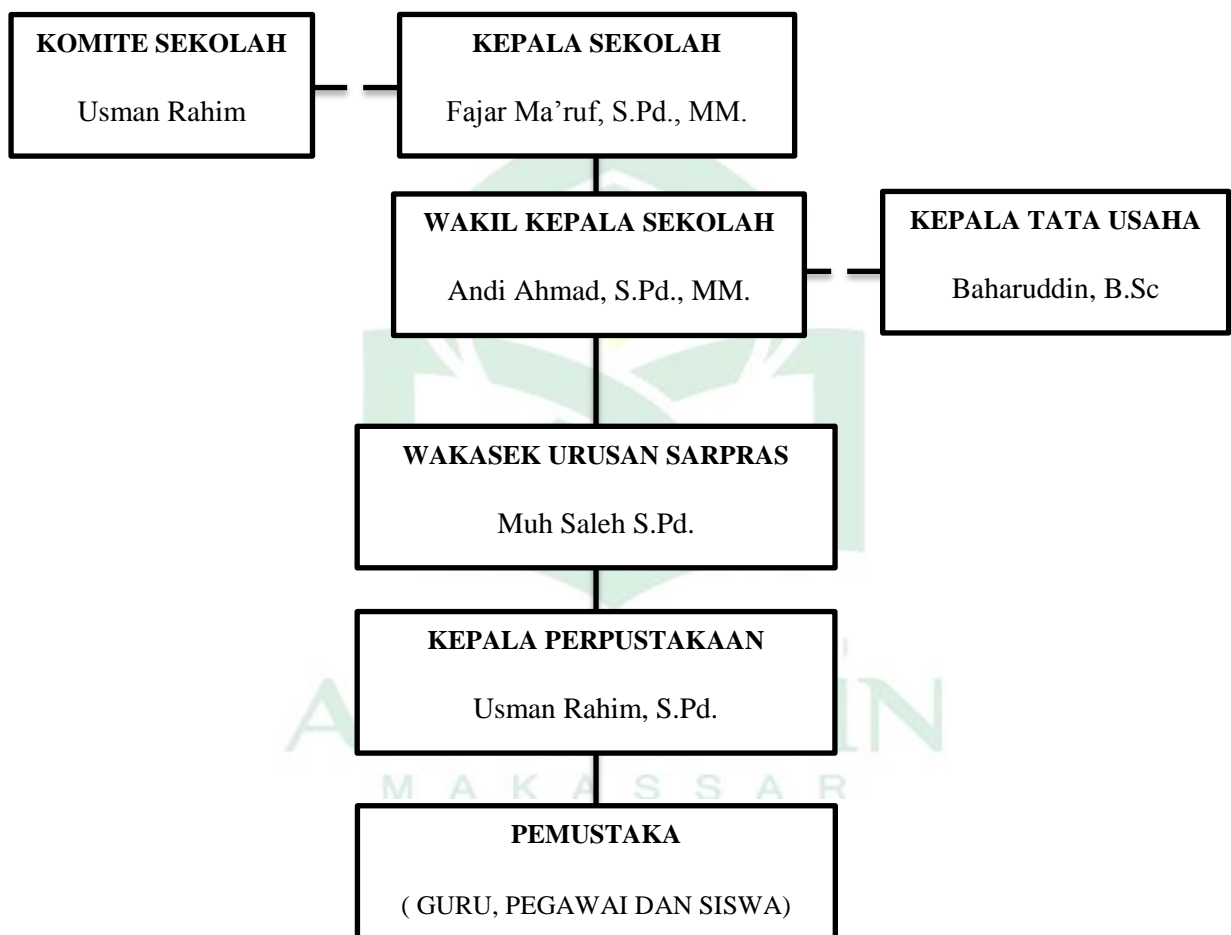 KOMITE SEKOLAH
Usman Rahim
KEPALA SEKOLAH
Fajar Ma’ruf, S.Pd., MM.
WAKIL KEPALA SEKOLAH
Andi Ahmad, S.Pd., MM.
KEPALA TATA USAHA
Baharuddin, B.Sc
WAKASEK URUSAN SARPRAS
Muh Saleh S.Pd.
KEPALA PERPUSTAKAAN
Usman Rahim, S.Pd.
MAKASSAR
PEMUSTAKA
( GURU, PEGAWAI DAN SISWA)